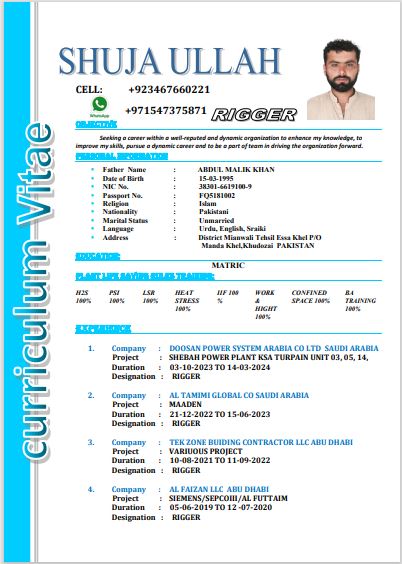 SHUJA ULLAH
CELL: +923467660221
WhatsApp
+971547375871 RIGGER
OBJECTIVE
Seeking a career within a well-reputed and dynamic organization to enhance my knowledge, to
improve my skills, pursue a dynamic career and to be a part of team in driving the organization forward.
PERSONAL INFORMATION
Father Name : ABDUL MALIK KHAN
Date of Birth : 15-03-1995
NIC No. : 38301-6619100-9
Passport No. : FQ5181002
Religion : Islam
Nationality : Pakistani
Marital Status : Unmarried
Language : Urdu, English, Sraiki
Address : District Mianwali Tehsil Essa Khel P/O
Manda Khel,Khudozai PAKISTAN
EDUCATION:
MATRIC
PLANT LIFE SAVING RULES TRAINING:
H2S 100% PSI 100% LSR 100% HEAT STRESS 100% IIF 100 % WORK & HIGHT 100% CONFINED SPACE 100% BA TRAINING 100%
EXPERIENCE
1. Company : DOOSAN POWER SYSTEM ARABIA CO LTD SAUDI ARABIA
Project : SHEBAH POWER PLANT KSA TURPAIN UNIT 03, 05, 14,
Duration : 03-10-2023 TO 14-03-2024
Designation : RIGGER
2. Company : AL TAMIMI GLOBAL CO SAUDI ARABIA
Project : MAADEN
Duration : 21-12-2022 TO 15-06-2023
Designation : RIGGER
3. Company : TEK ZONE BUIDING CONTRACTOR LLC ABU DHABI
Project : VARIUOUS PROJECT
Duration : 10-08-2021 TO 11-09-2022
Designation : RIGGER
4. Company : AL FAIZAN LLC ABU DHABI
Project : SIEMENS/SEPCOIII/AL FUTTAIM
Duration : 05-06-2019 TO 12 -07-2020
Designation : RIGGER
curriculum Vitae